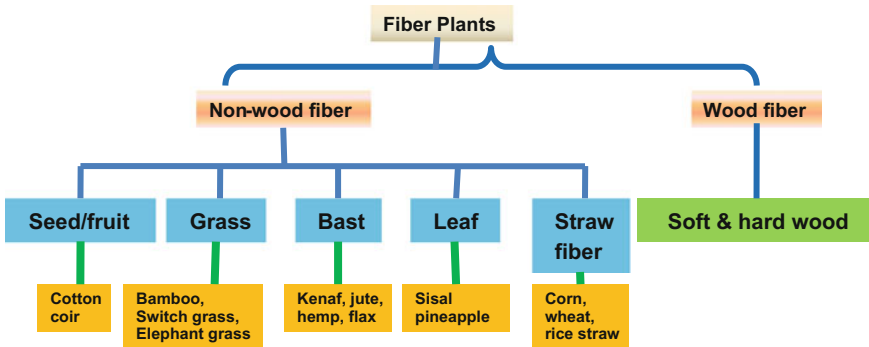 Fiber Plants
Non-wood fiber
Wood fiber
Seed/fruit
Grass
Bast
Leaf
Straw
fiber
Soft & hard wood
Cotton
coir
Bamboo,
Switch grass,
Elephant grass
Kenaf, jute,
hemp, flax
Sisal
pineapple
Corn,
wheat,
rice straw